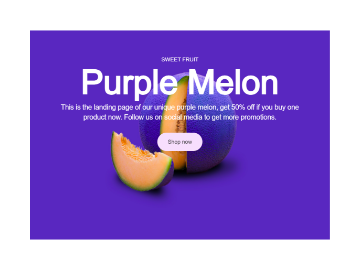 SWEET FRUIT
Purple Melon
This is the landing page of our unique purple melon, get 50% off if you buy one
product now. Follow us on social media to get more promotions.
Shop now